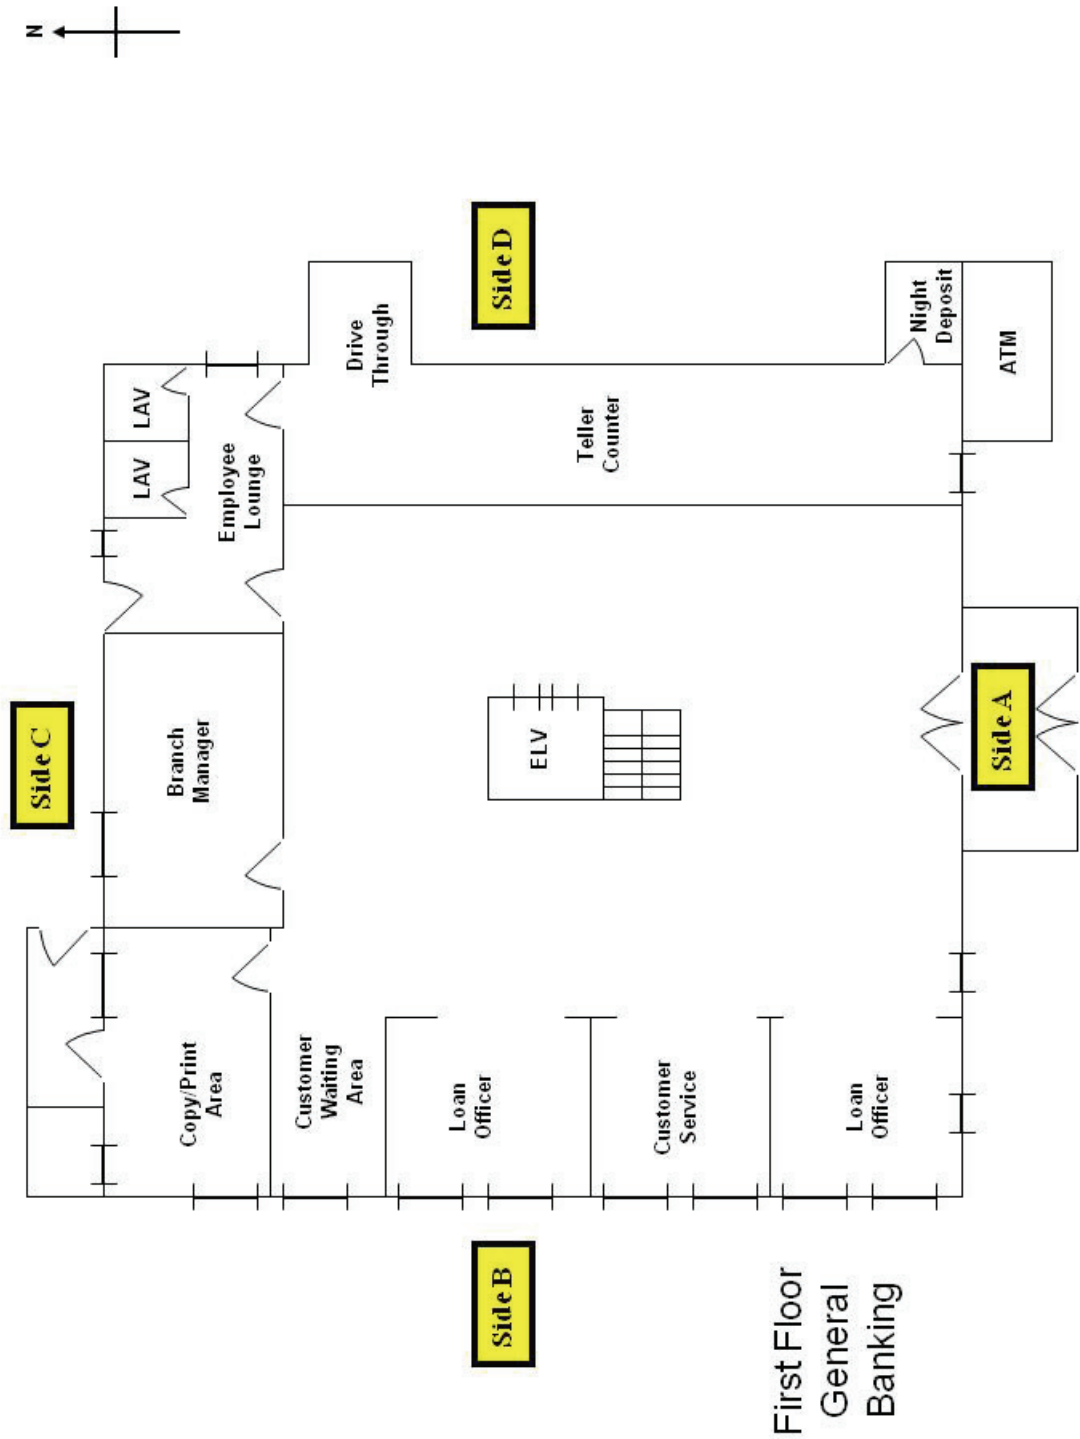 N
Side C
LAV
LAV
Employee
Lounge
Branch
Manager
Copy/Print
Area
Customer
Waiting
Area
Drive
Through
Side D
Teller
Counter
ELV
Loan
Officer
Customer
Service
Loan
Officer
Side B
Night
Deposit
ATM
Side A
First Floor
General
Banking